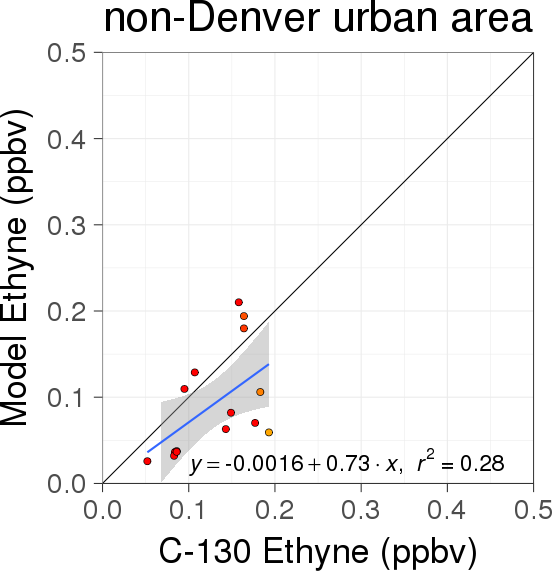 non-Denver urban area
Model Ethyne (ppbv)
0.5
0.4
0.3
0.2
0.1
0.0
y = -0.0016 + 0.73 · x, r² = 0.28
0.0 0.1 0.2 0.3 0.4 0.5
C-130 Ethyne (ppbv)